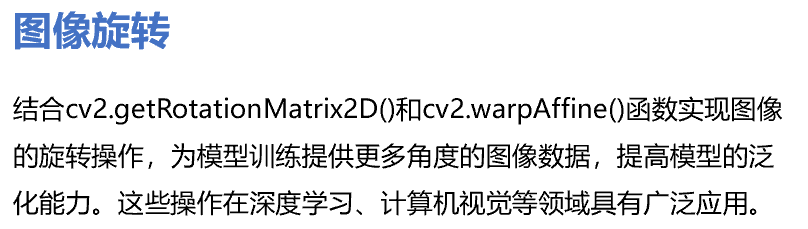 图像旋转
结合cv2.getRotationMatrix2D()和cv2.warpAffine()函数实现图像
的旋转操作，为模型训练提供更多角度的图像数据，提高模型的泛
化能力。这些操作在深度学习、计算机视觉等领域具有广泛应用。